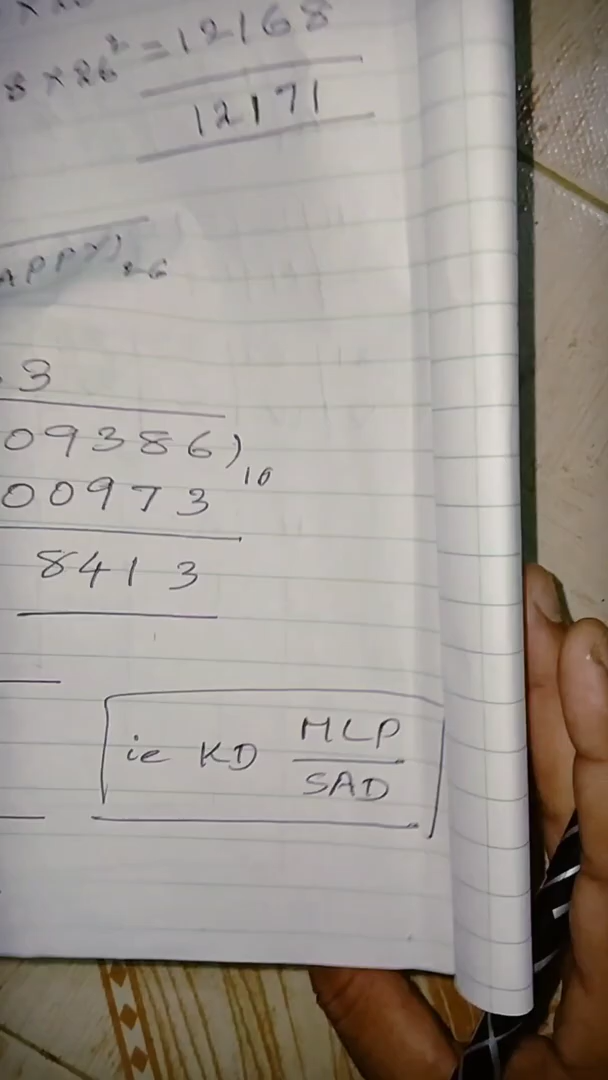 8 × 26² = 12168
12171
APPY)₂₆
3
09386)₁₀
00973
8413
ie KD MLP
SAD